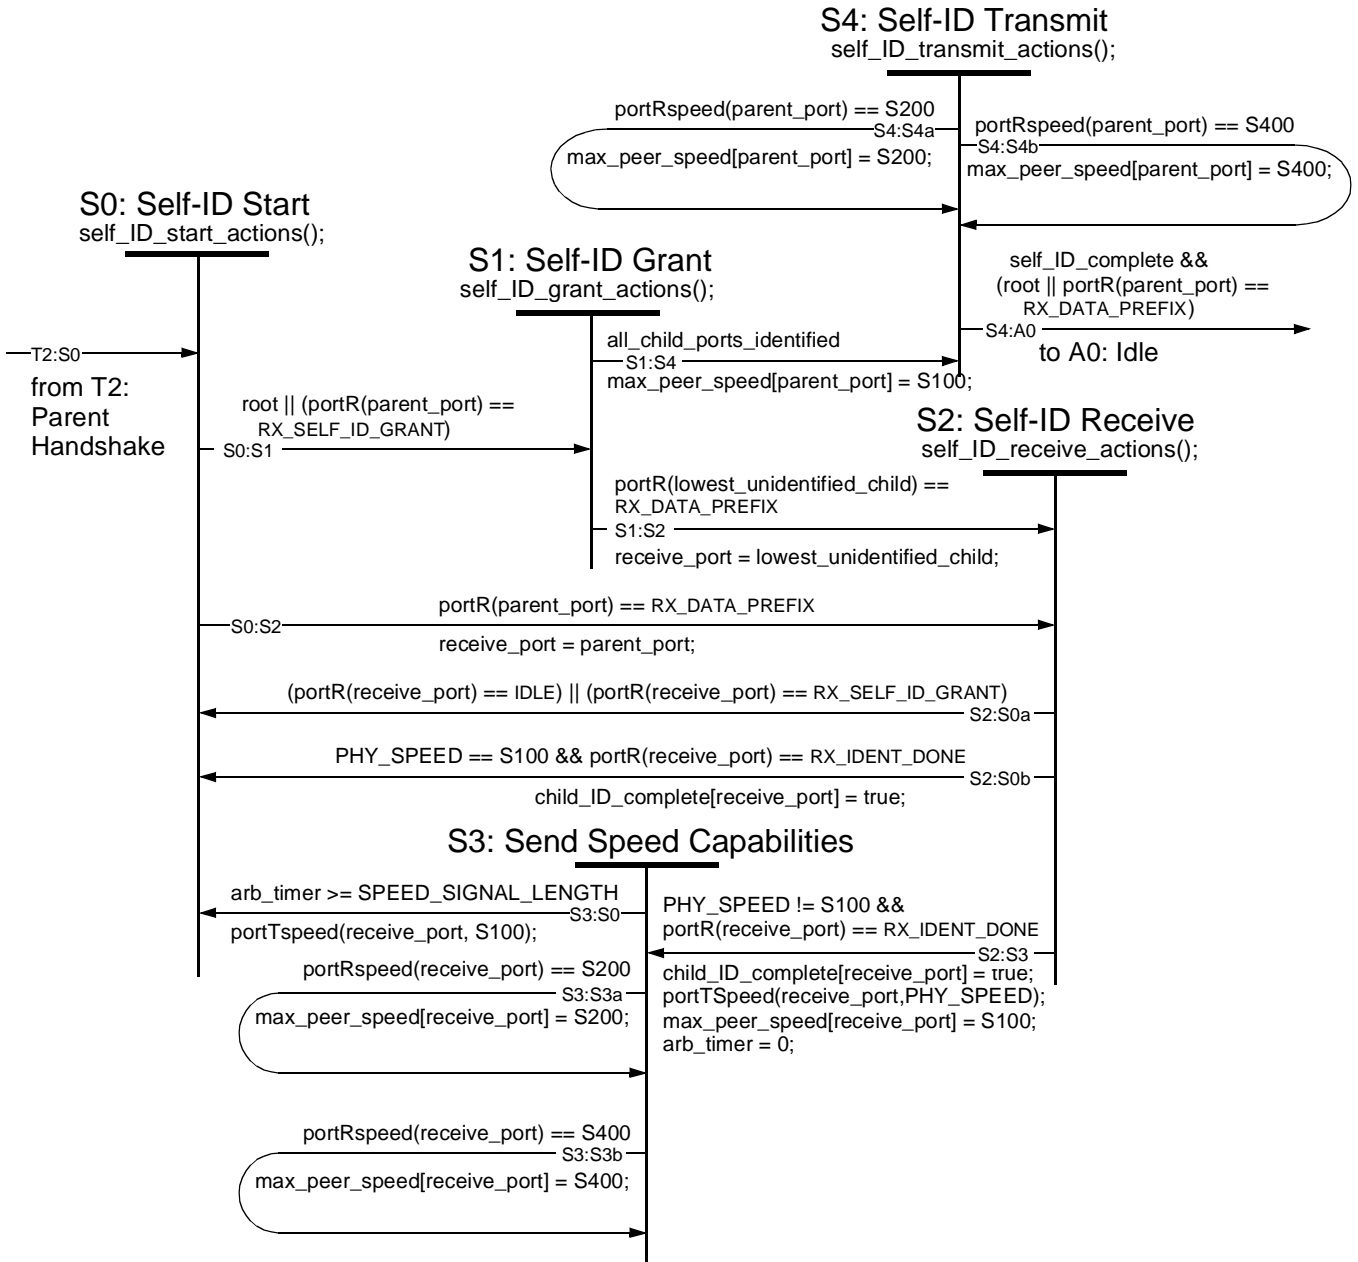 S4: Self-ID Transmit
self_ID_transmit_actions();
portRspeed(parent_port) == S200
S4:S4a
max_peer_speed[parent_port] = S200;
portRspeed(parent_port) == S400
S4:S4b
max_peer_speed[parent_port] = S400;
S0: Self-ID Start
self_ID_start_actions();
S1: Self-ID Grant
self_ID_grant_actions();
self_ID_complete &&
(root || portR(parent_port) ==
RX_DATA_PREFIX)
S4:A0
to A0: Idle
T2:S0
from T2:
Parent
Handshake
all_child_ports_identified
S1:S4
max_peer_speed[parent_port] = S100;
root || (portR(parent_port) ==
RX_SELF_ID_GRANT)
S0:S1
S2: Self-ID Receive
self_ID_receive_actions();
portR(lowest_unidentified_child) ==
RX_DATA_PREFIX
S1:S2
receive_port = lowest_unidentified_child;
portR(parent_port) == RX_DATA_PREFIX
S0:S2
receive_port = parent_port;
(portR(receive_port) == IDLE) || (portR(receive_port) == RX_SELF_ID_GRANT)
S2:S0a
PHY_SPEED == S100 && portR(receive_port) == RX_IDENT_DONE
S2:S0b
child_ID_complete[receive_port] = true;
S3: Send Speed Capabilities
arb_timer >= SPEED_SIGNAL_LENGTH
S3:S0
portTspeed(receive_port, S100);
PHY_SPEED != S100 &&
portR(receive_port) == RX_IDENT_DONE
S2:S3
child_ID_complete[receive_port] = true;
portTSpeed(receive_port,PHY_SPEED);
max_peer_speed[receive_port] = S100;
arb_timer = 0;
portRspeed(receive_port) == S200
S3:S3a
max_peer_speed[receive_port] = S200;
portRspeed(receive_port) == S400
S3:S3b
max_peer_speed[receive_port] = S400;